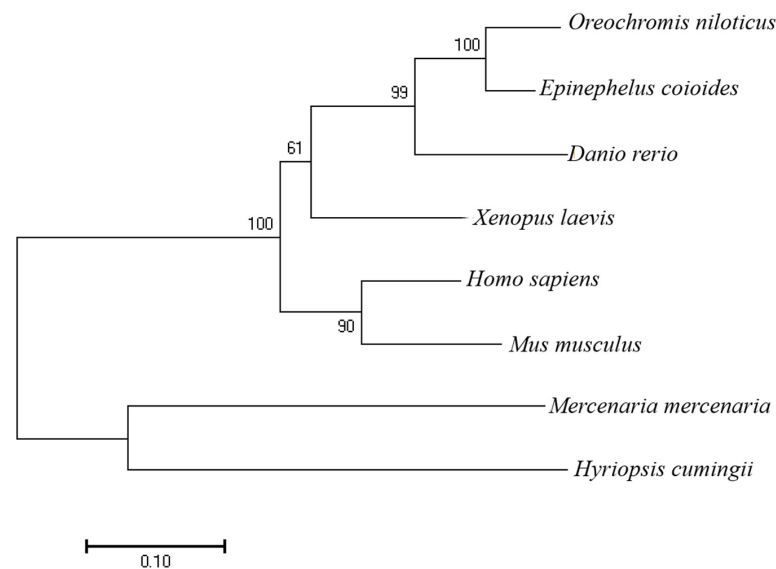 Oreochromis niloticus
100
Epinephelus coioides
99
Danio rerio
61
Xenopus laevis
100
Homo sapiens
90
Mus musculus
Mercenaria mercenaria
Hyriopsis cumingii
0.10